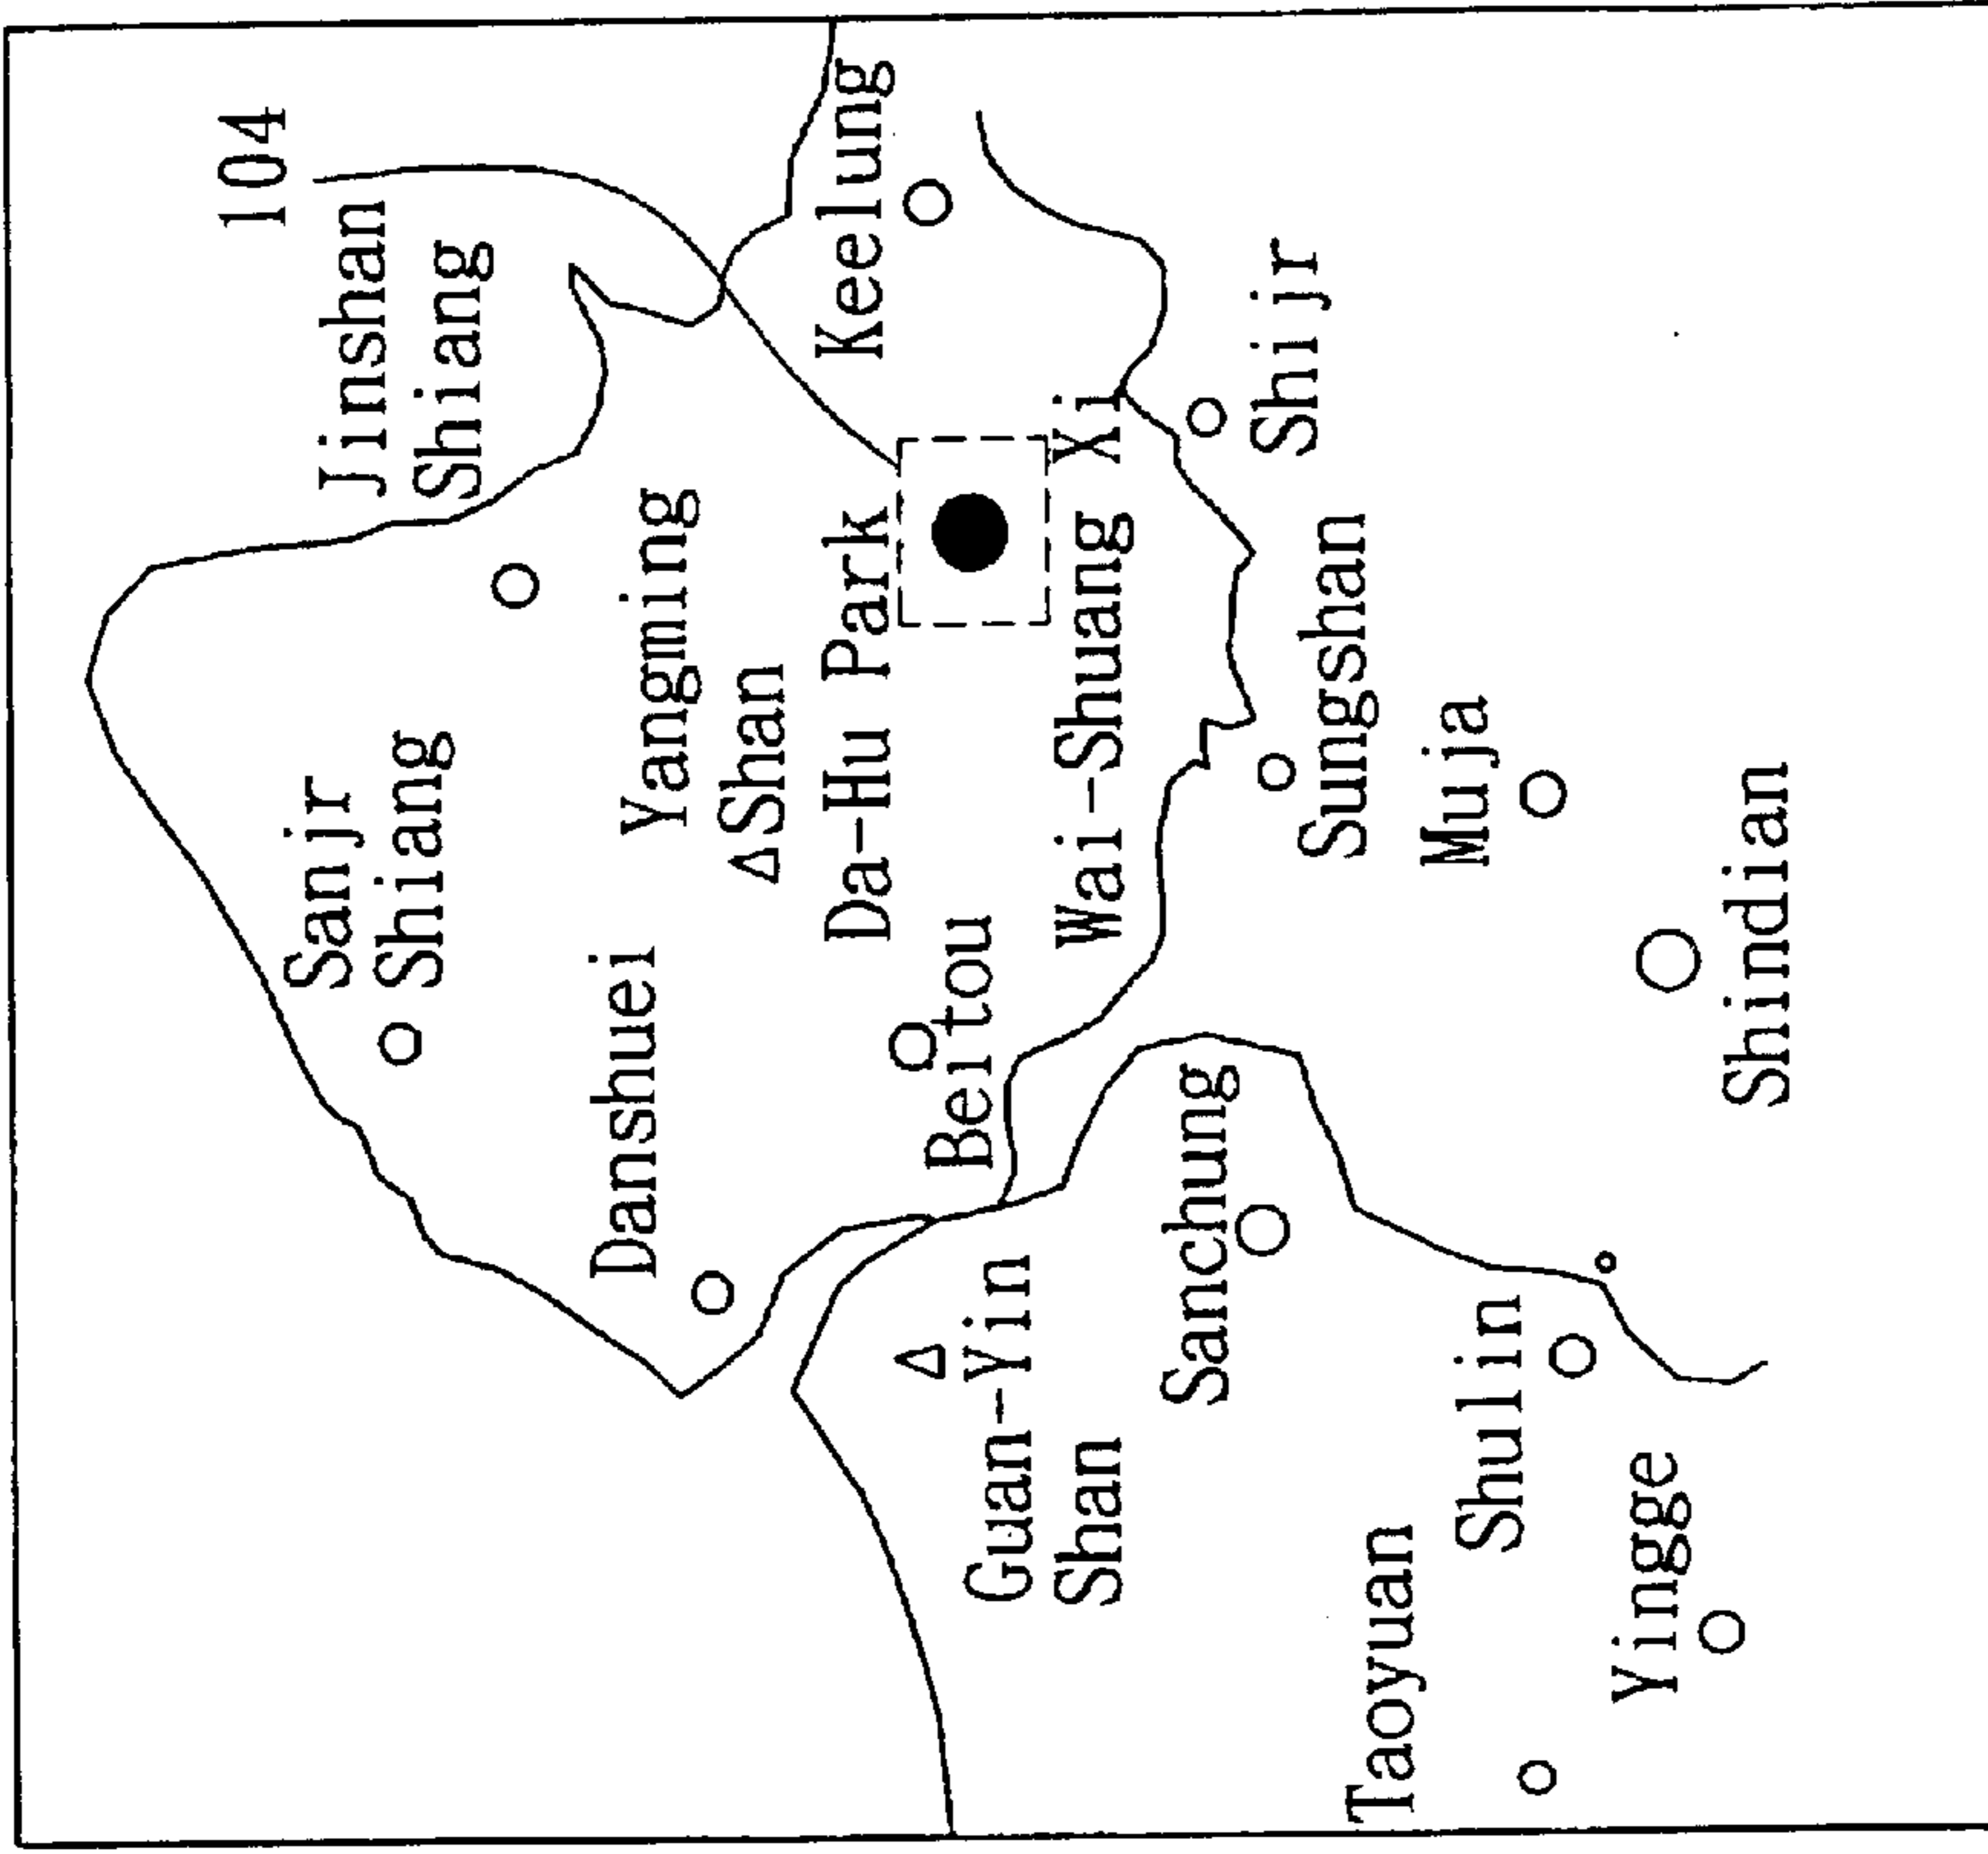 104
Jinshan
Shiang
Sanjr
Shiang
Yangming
Shan
Danshuei
Keelung
Da-Hu Park
Beitou
Wai-Shuang Xi
Guan-Yin
Shan
Shijr
Sanchung
Sungshan
Muja
Taoyuan
Shulin
Yingge
Shindian